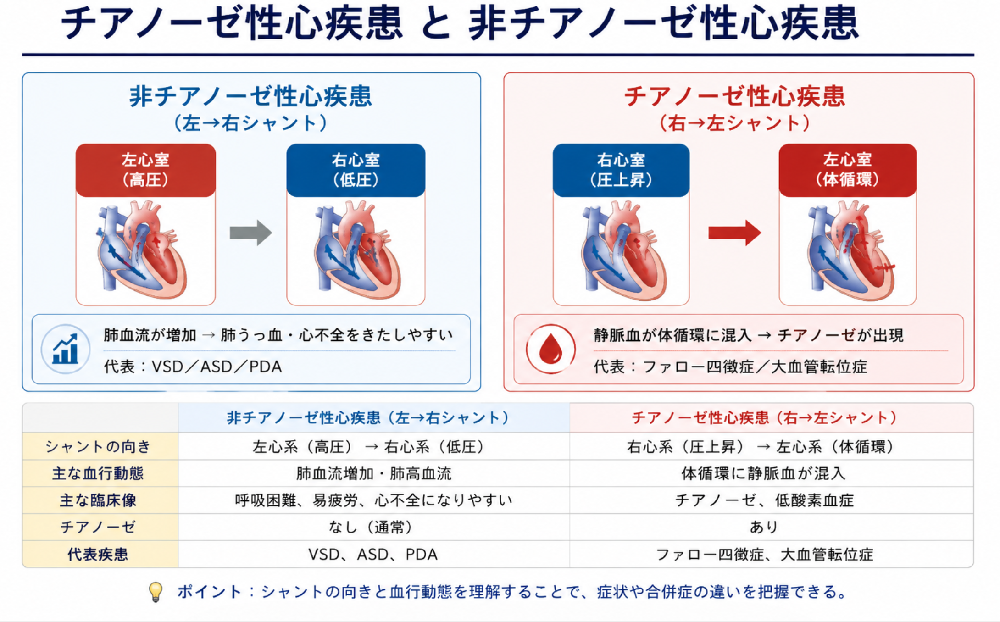 チアノーゼ性心疾患 と 非チアノーゼ性心疾患
非チアノーゼ性心疾患
（左→右シャント）
左心室
（高圧）
右心室
（低圧）
肺血流が増加 → 肺うっ血・心不全をきたしやすい
代表：VSD／ASD／PDA
チアノーゼ性心疾患
（右→左シャント）
右心室
（圧上昇）
左心室
（体循環）
静脈血が体循環に混入 → チアノーゼが出現
代表：ファロー四徴症／大血管転位症
非チアノーゼ性心疾患（左→右シャント） チアノーゼ性心疾患（右→左シャント）
シャントの向き 左心系（高圧） → 右心系（低圧） 右心系（圧上昇） → 左心系（体循環）
主な血行動態 肺血流増加・肺高血流 体循環に静脈血が混入
主な臨床像 呼吸困難、易疲労、心不全になりやすい チアノーゼ、低酸素血症
チアノーゼ なし（通常） あり
代表疾患 VSD、ASD、PDA ファロー四徴症、大血管転位症
ポイント：シャントの向きと血行動態を理解することで、症状や合併症の違いを把握できる。